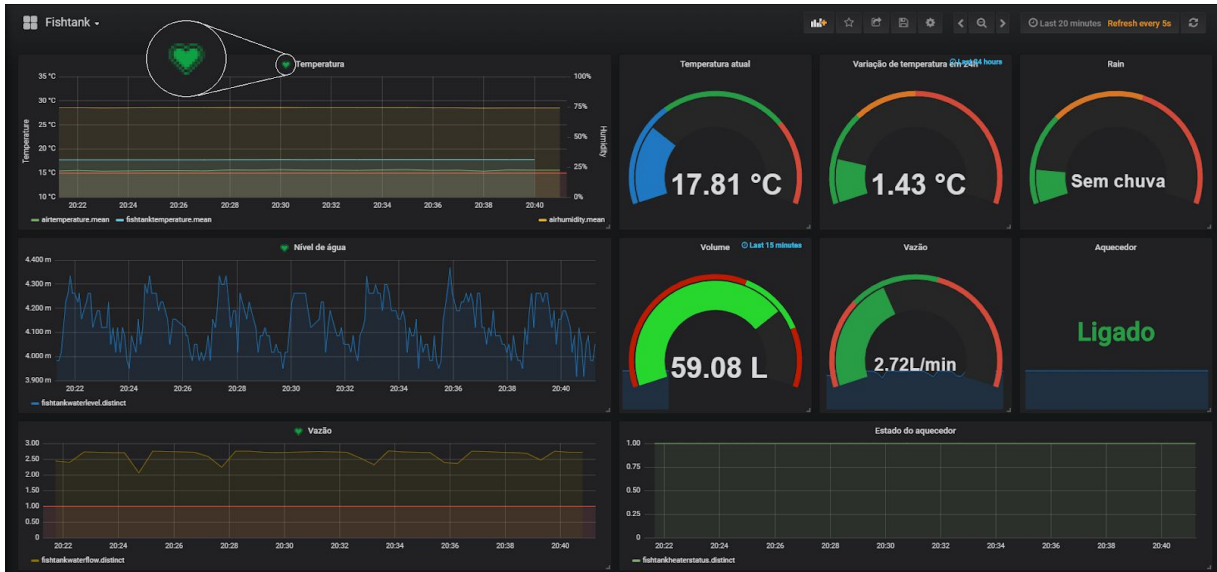 Fishtank
Last 20 minutes Refresh every 5s
Temperatura
35 °C
30 °C
25 °C
20 °C
15 °C
10 °C
Temperature
100%
75%
50%
25%
0%
Humidity
20:22 20:24 20:26 20:28 20:30 20:32 20:34 20:36 20:38 20:40
airtemperature.mean fishtanktemperature.mean airhumidity.mean
Temperatura atual
17.81 °C
Variação de temperatura em 24h
Last 24 hours
1.43 °C
Rain
Sem chuva
Nível de água
4.400 m
4.300 m
4.200 m
4.100 m
4.000 m
3.900 m
20:22 20:24 20:26 20:28 20:30 20:32 20:34 20:36 20:38 20:40
fishtankwaterlevel.distinct
Volume Last 15 minutes
59.08 L
Vazão
2.72L/min
Aquecedor
Ligado
Vazão
3.00
2.50
2.00
1.50
1.00
0.50
0
20:22 20:24 20:26 20:28 20:30 20:32 20:34 20:36 20:38 20:40
fishtankwaterflow.distinct
Estado do aquecedor
1.00
0.75
0.50
0.25
0
20:22 20:24 20:26 20:28 20:30 20:32 20:34 20:36 20:38 20:40
fishtankheaterstatus.distinct